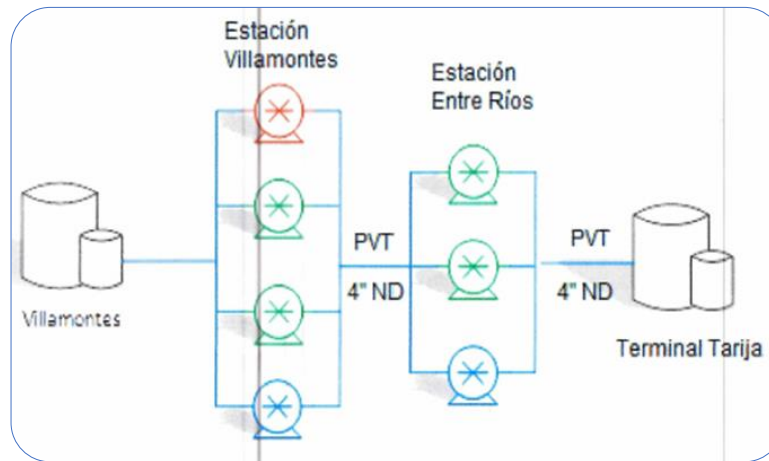 Estación
Villamontes
Estación
Entre Ríos
PVT
4" ND
PVT
4" ND
Villamontes
Terminal Tarija